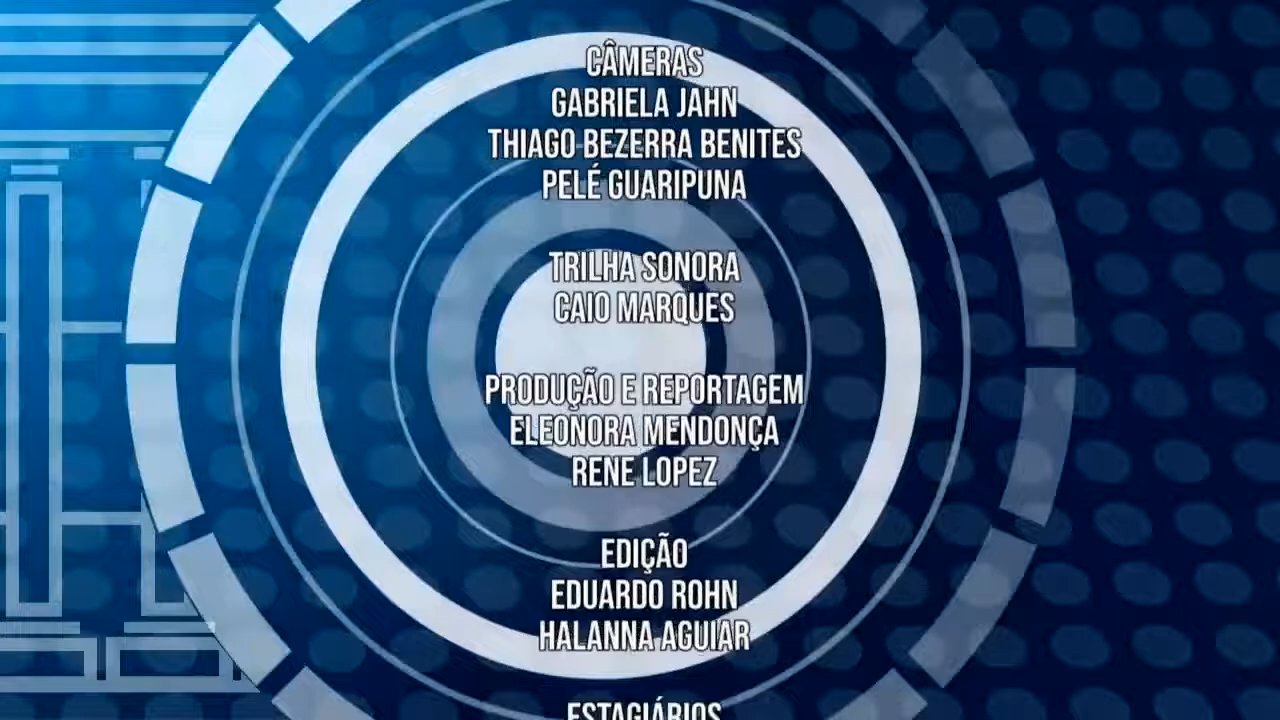 CÂMERAS
GABRIELA JAHN
THIAGO BEZERRA BENITES
PELÉ GUARIPUNA
TRILHA SONORA
CAIO MARQUES
PRODUÇÃO E REPORTAGEM
ELEONORA MENDONÇA
RENE LOPEZ
EDIÇÃO
EDUARDO ROHN
HALANNA AGUIAR
ESTAGIÁRIOS